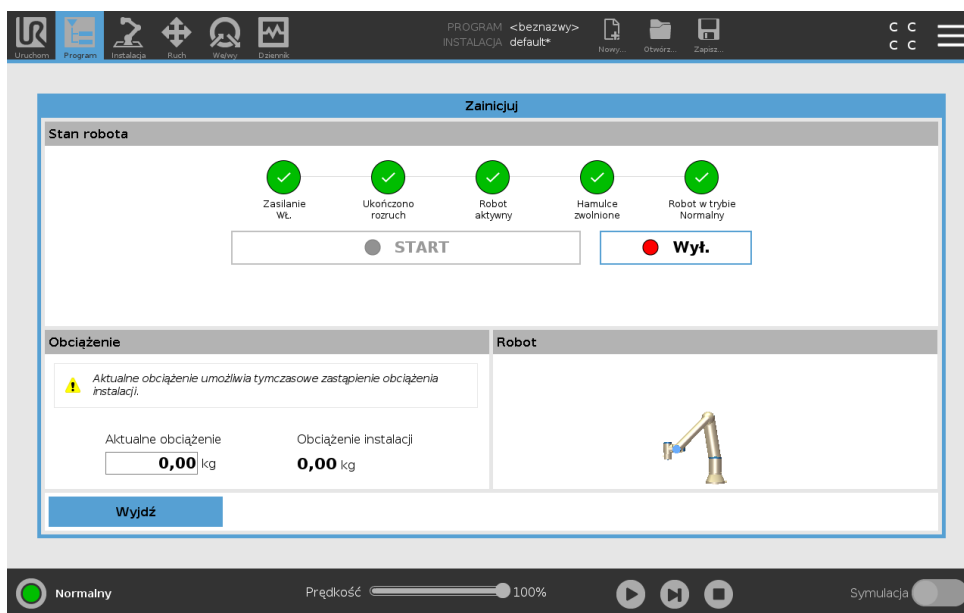 UR
PROGRAM <beznazwy>
INSTALACJA default*
C C
C C
Uruchom Program Instalacja Ruch We/wy Dziennik Nowy... Otwórz... Zapisz...
Zainicjuj
Stan robota
Zasilanie
WŁ.
Ukończono
rozruch
Robot
aktywny
Hamulce
zwolnione
Robot w trybie
Normalny
START
Wył.
Obciążenie
Aktualne obciążenie umożliwia tymczasowe zastąpienie obciążenia
instalacji.
Aktualne obciążenie
0,00 kg
Obciążenie instalacji
0,00 kg
Robot
Wyjdź
Normalny
Prędkość
100%
Symulacja